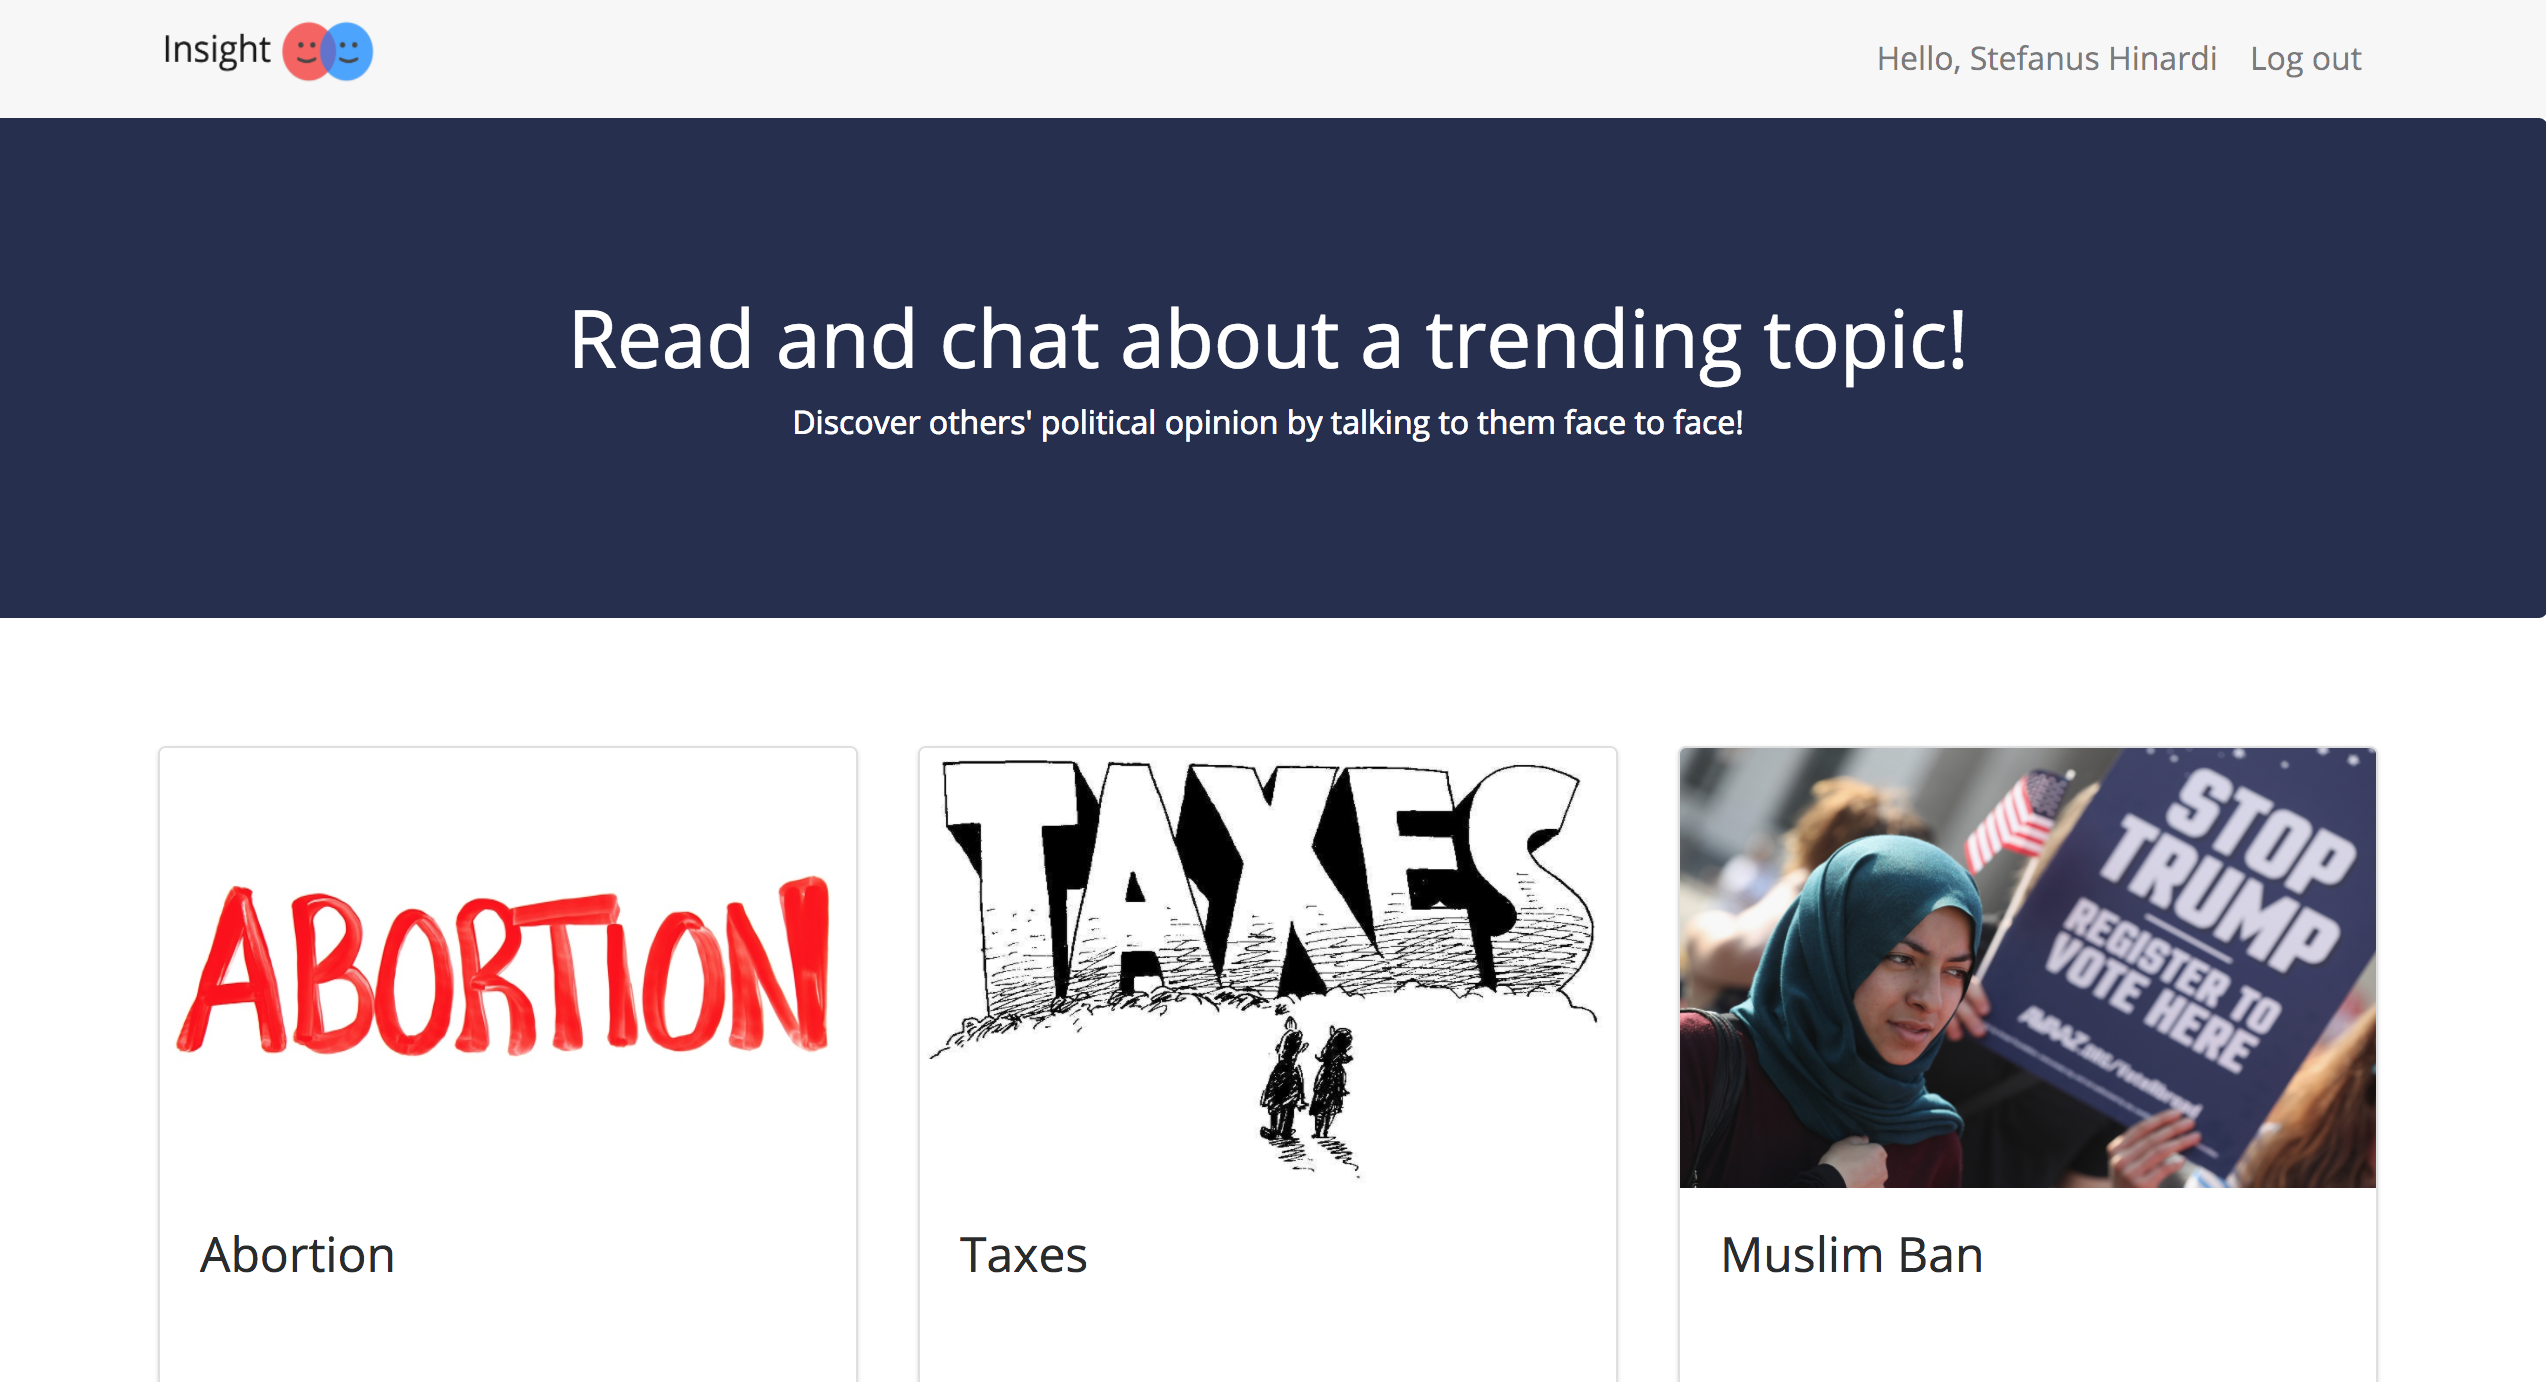 Insight
Hello, Stefanus Hinardi Log out
Read and chat about a trending topic!
Discover others' political opinion by talking to them face to face!
ABORTION
TAXES
STOP
TRUMP
REGISTER TO
VOTE HERE
Abortion
Taxes
Muslim Ban